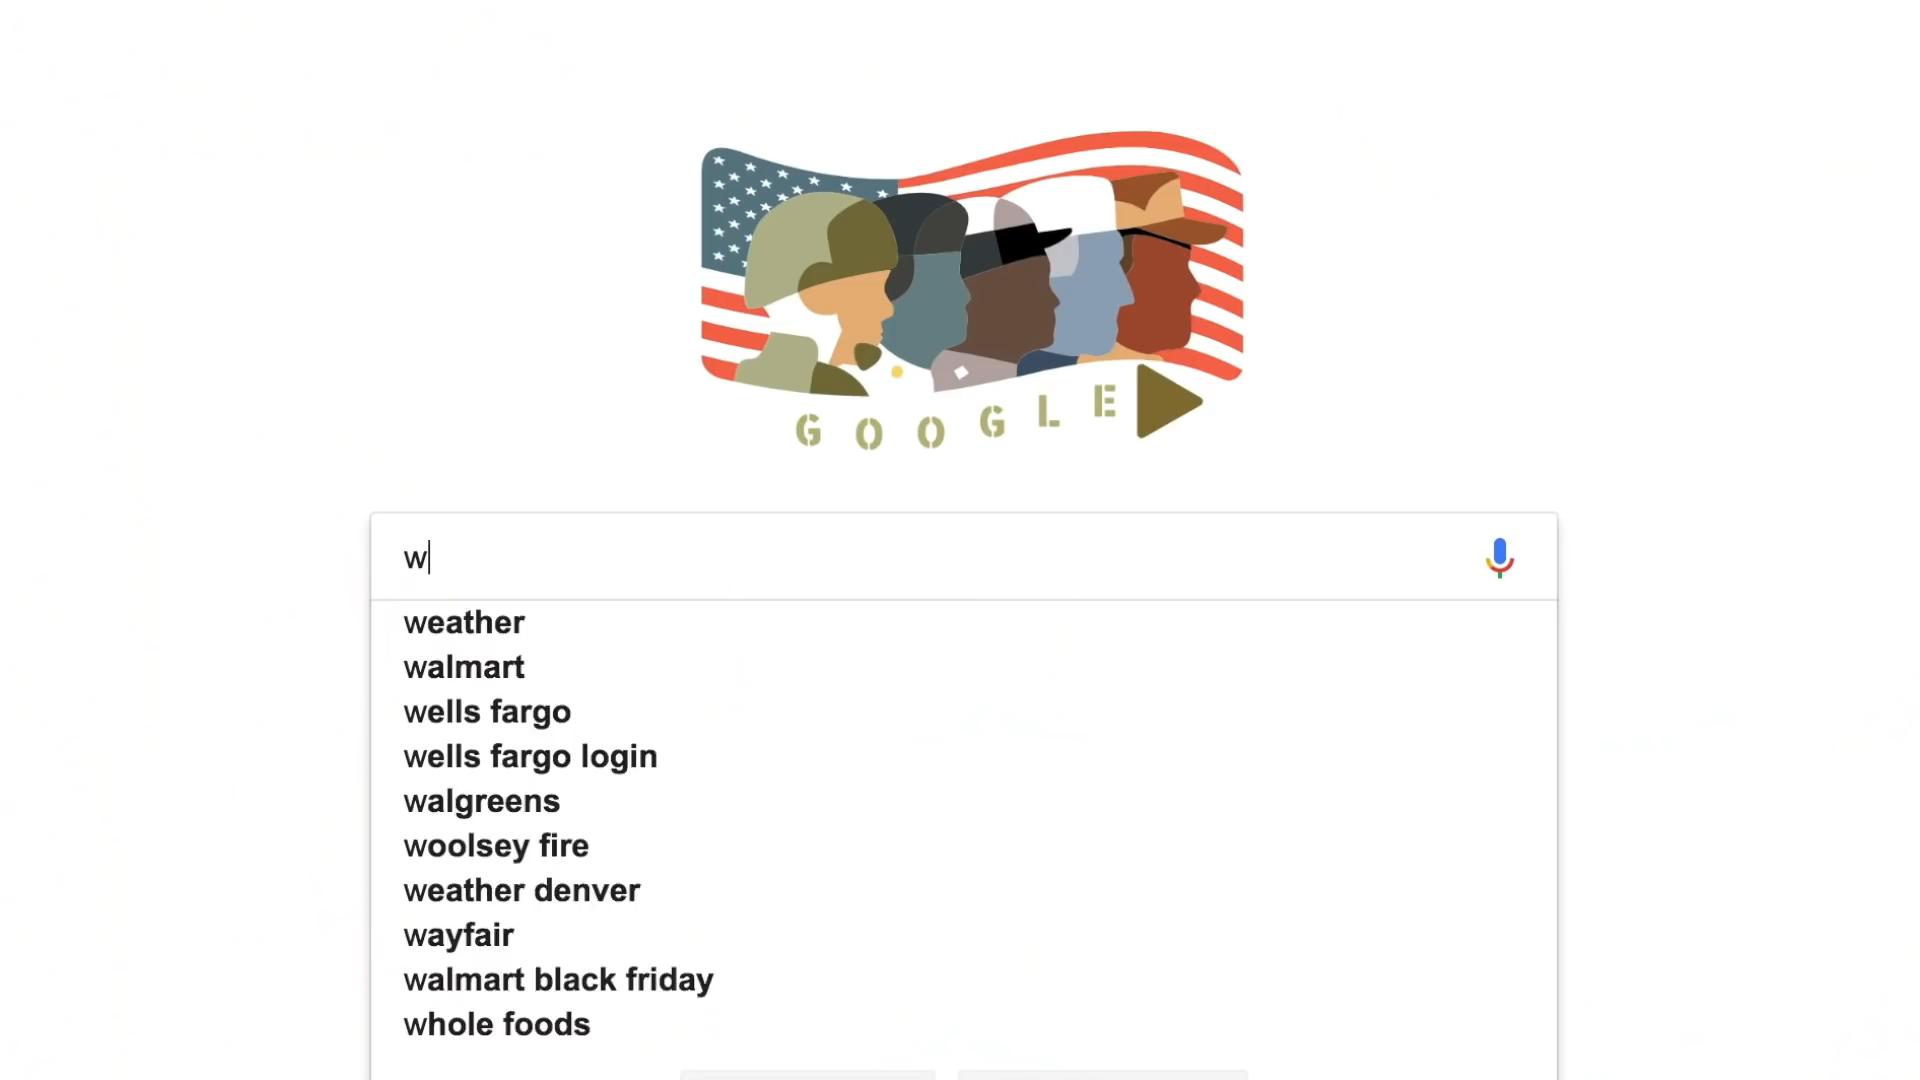 GOOGLE
w
weather
walmart
wells fargo
wells fargo login
walgreens
woolsey fire
weather denver
wayfair
walmart black friday
whole foods